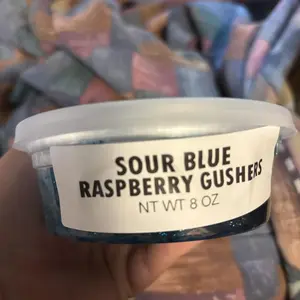 SOUR BLUE
RASPBERRY GUSHERS
NT WT 8 OZ